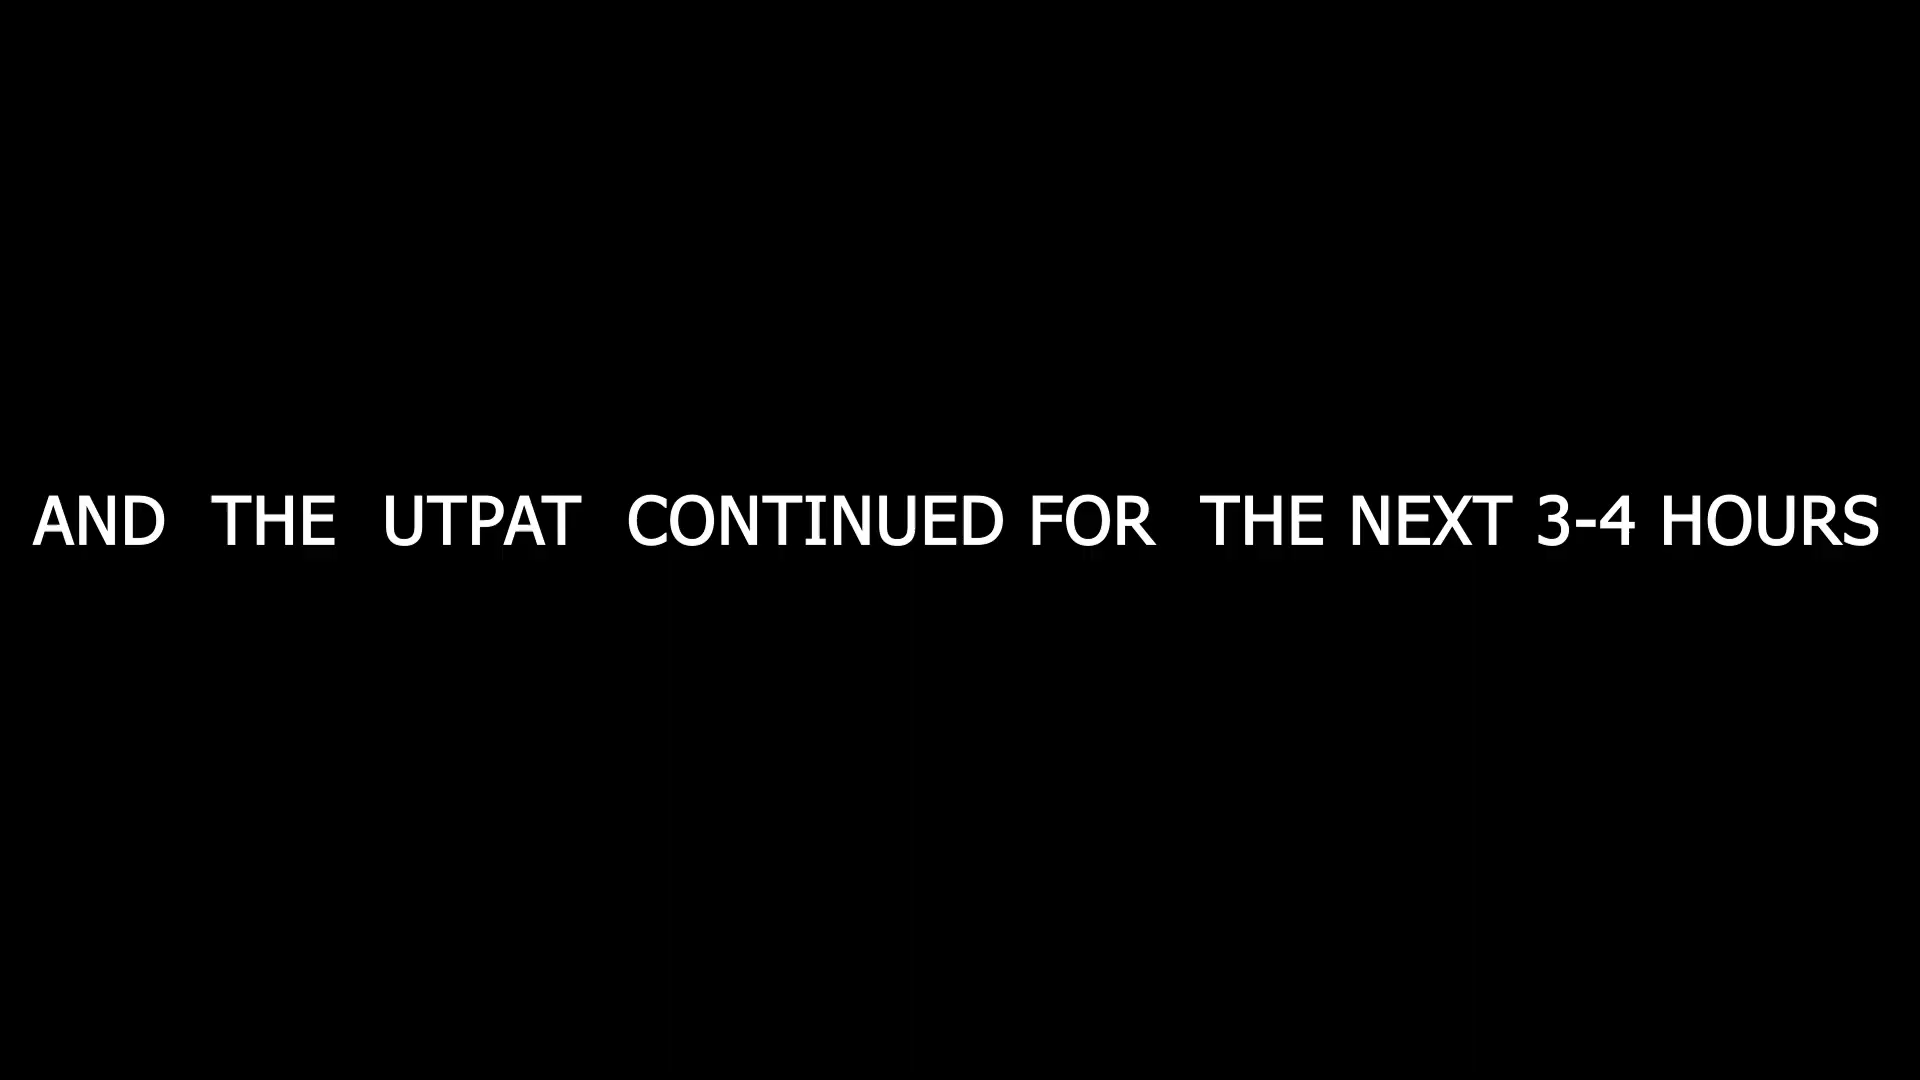 AND THE UTPAT CONTINUED FOR THE NEXT 3-4 HOURS